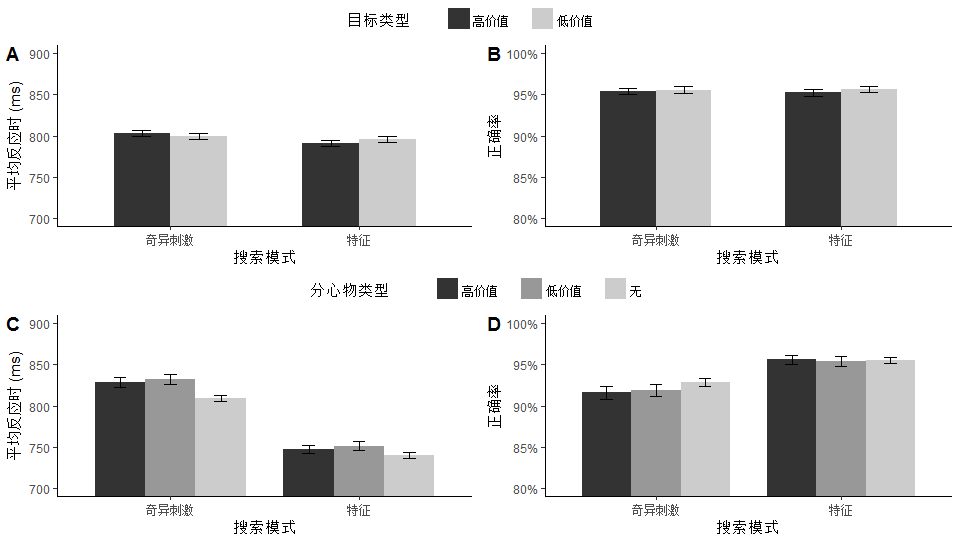 目标类型 高价值 低价值
A
900
850
800
750
700
平均反应时 (ms)
奇异刺激 特征
搜索模式
B
100%
95%
90%
85%
80%
正确率
奇异刺激 特征
搜索模式
分心物类型 高价值 低价值 无
C
900
850
800
750
700
平均反应时 (ms)
奇异刺激 特征
搜索模式
D
100%
95%
90%
85%
80%
正确率
奇异刺激 特征
搜索模式